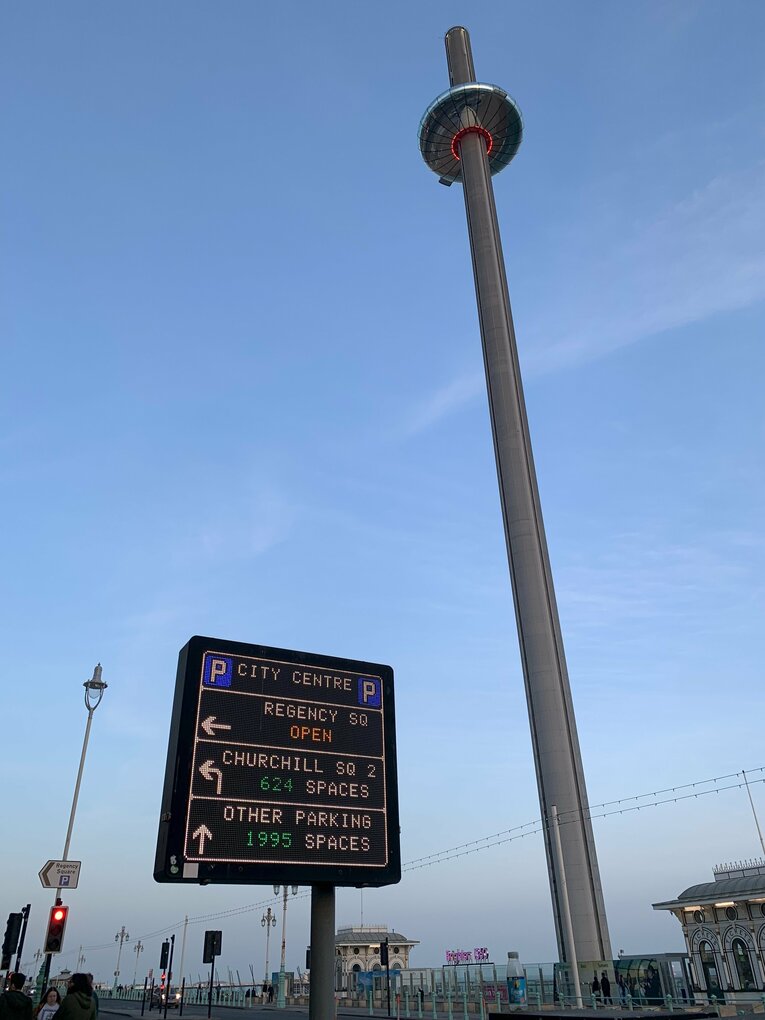 P CITY CENTRE P
REGENCY SQ
OPEN
CHURCHILL SQ 2
624 SPACES
OTHER PARKING
1995 SPACES
Regency
Square
P